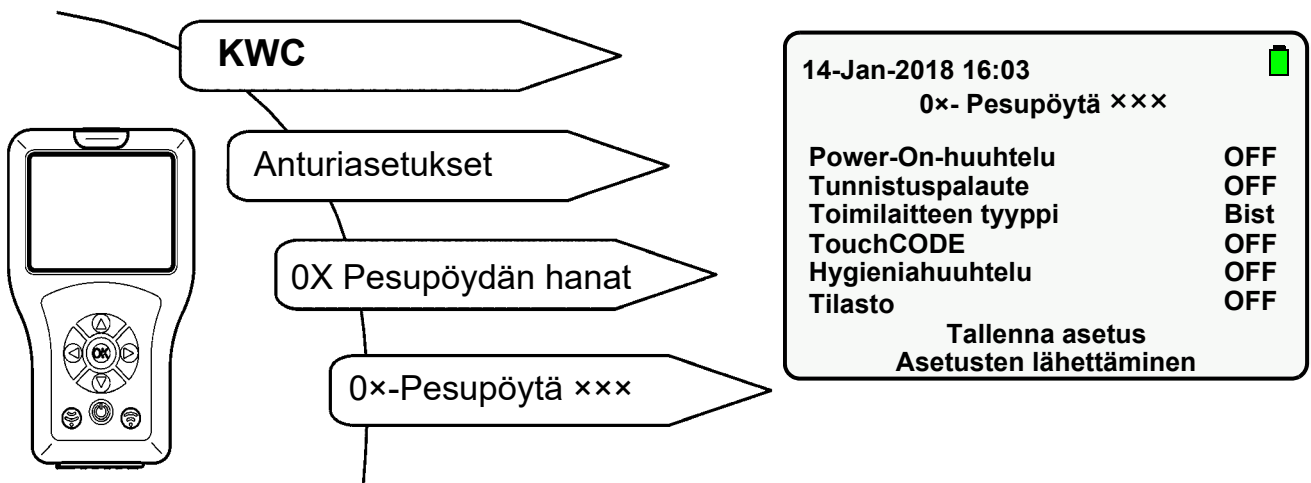 KWC
Anturiasetukset
0X Pesupöydän hanat
0×-Pesupöytä ×××
OK
14-Jan-2018 16:03
0×- Pesupöytä ×××
Power-On-huuhtelu OFF
Tunnistuspalaute OFF
Toimilaitteen tyyppi Bist
TouchCODE OFF
Hygieniahuuhtelu OFF
Tilasto OFF
Tallenna asetus
Asetusten lähettäminen